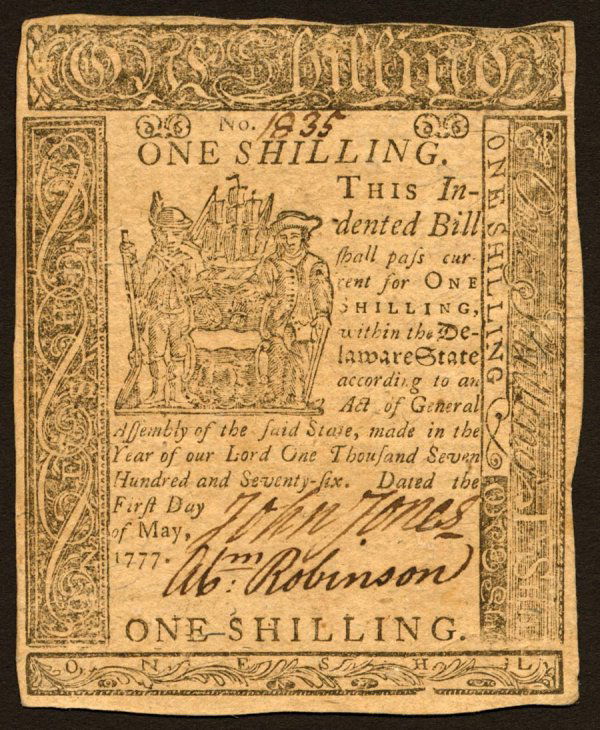 One Shilling
No. 1835
ONE SHILLING.
THIS In-
dented Bill
ſhall paſs cur-
rent for ONE
SHILLING,
within the De-
laware State
according to an
Act of General
Aſſembly of the ſaid State, made in the
Year of our Lord One Thouſand Seven
Hundred and Seventy-ſix. Dated the
Firſt Day
of May,
1777.
John Jones
Abm: Robinson
ONE SHILLING.
ONE SHILLING
O N E S H L